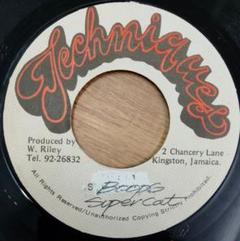 Techniques
Produced by
W. Riley
Tel. 92-26832
2 Chancery Lane
Kingston, Jamaica.
S
Boops
Super Cat
All Rights Reserved/Unauthorized Copying Strictly Prohibited.